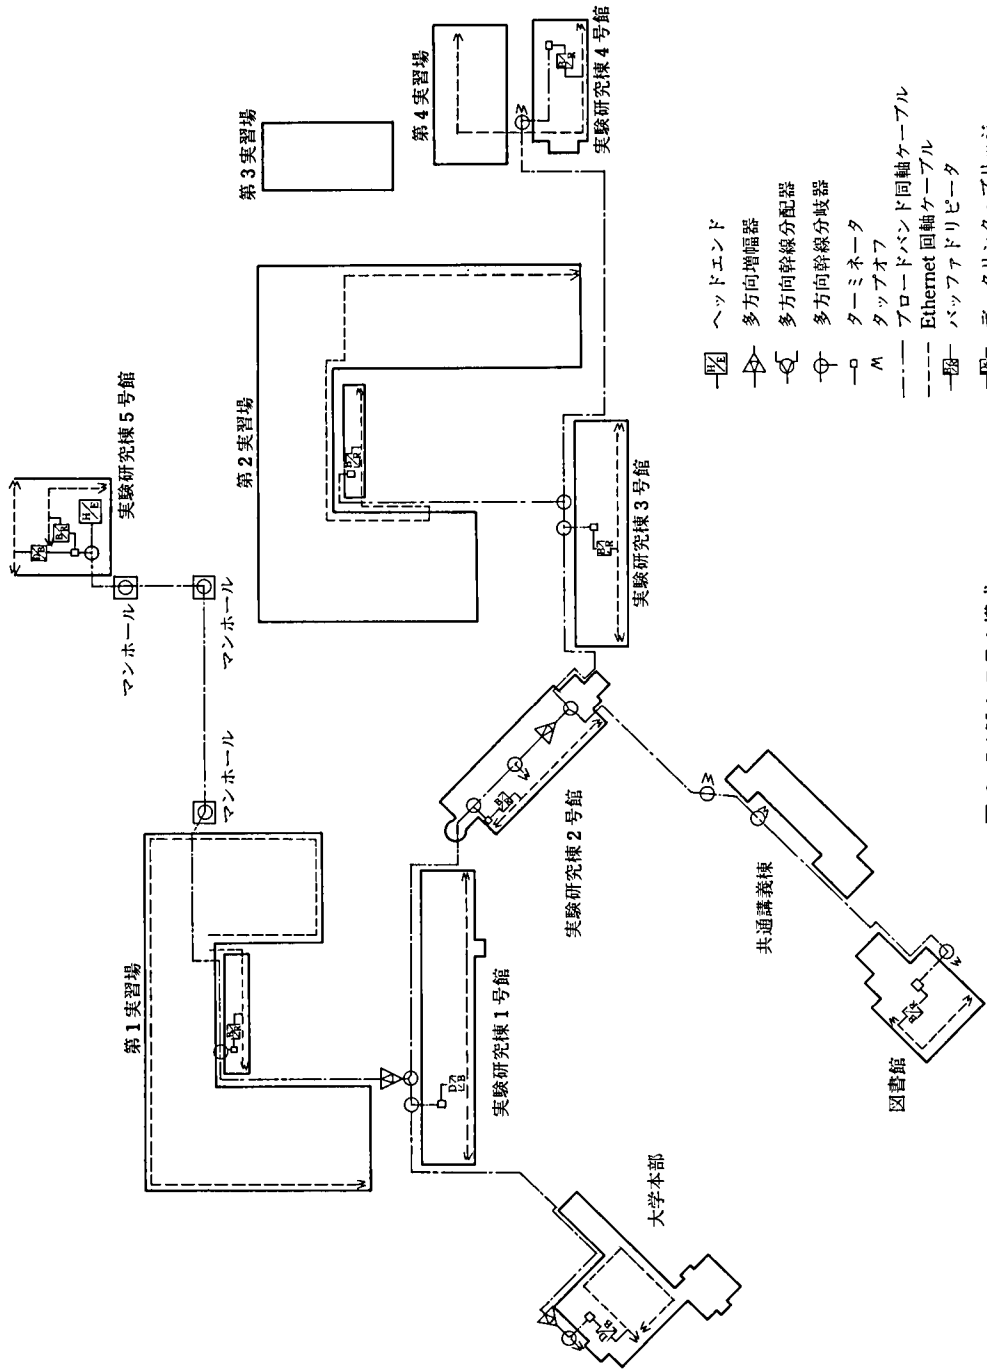 第3実習場
第4実習場
実験研究棟4号館
第2実習場
実験研究棟5号館
H/E
B/R
D/B
マンホール
マンホール
マンホール
第1実習場
実験研究棟3号館
実験研究棟2号館
実験研究棟1号館
共通講義棟
図書館
大学本部
H/E ヘッドエンド
多方向増幅器
多方向幹線分配器
多方向幹線分岐器
ターミネータ
タップオフ
ブロードバンド同軸ケーブル
Ethernet 同軸ケーブル
バッファドリピータ